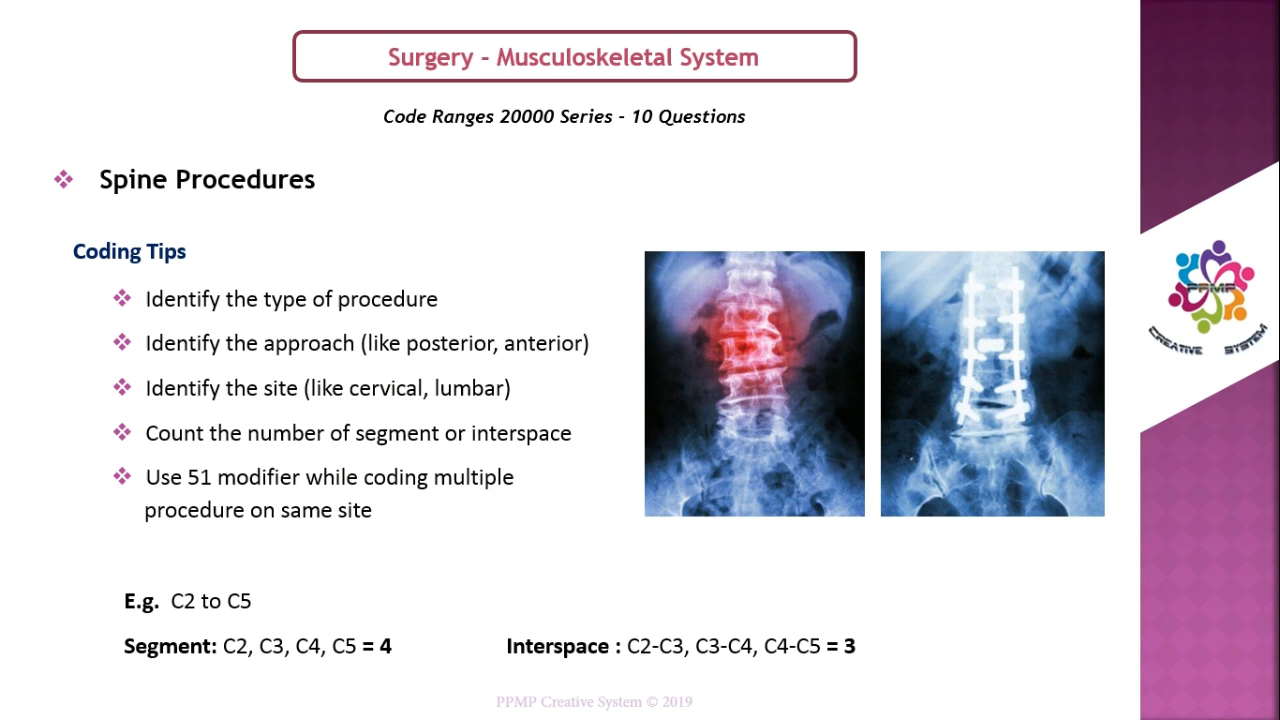 Surgery - Musculoskeletal System
Code Ranges 20000 Series - 10 Questions
Spine Procedures
Coding Tips
Identify the type of procedure
Identify the approach (like posterior, anterior)
Identify the site (like cervical, lumbar)
Count the number of segment or interspace
Use 51 modifier while coding multiple
procedure on same site
PPMP
CREATIVE SYSTEM
E.g. C2 to C5
Segment: C2, C3, C4, C5 = 4 Interspace : C2-C3, C3-C4, C4-C5 = 3
PPMP Creative System © 2019